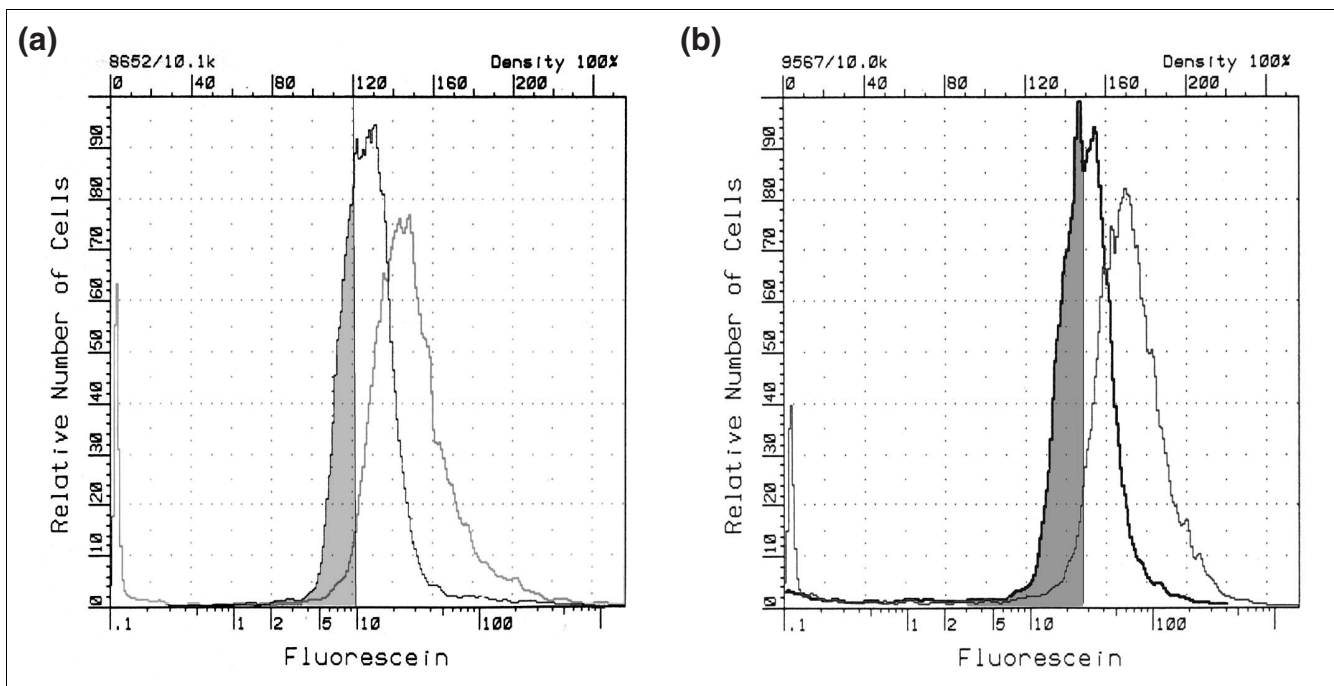 (a)
8652/10.1k Density 100%
0 40 80 120 160 200
Relative Number of Cells
90
80
70
60
50
40
30
20
10
0
.1 1 2 5 10 100
Fluorescein
(b)
9567/10.0k Density 100%
0 40 80 120 160 200
Relative Number of Cells
90
80
70
60
50
40
30
20
10
0
.1 1 2 5 10 100
Fluorescein